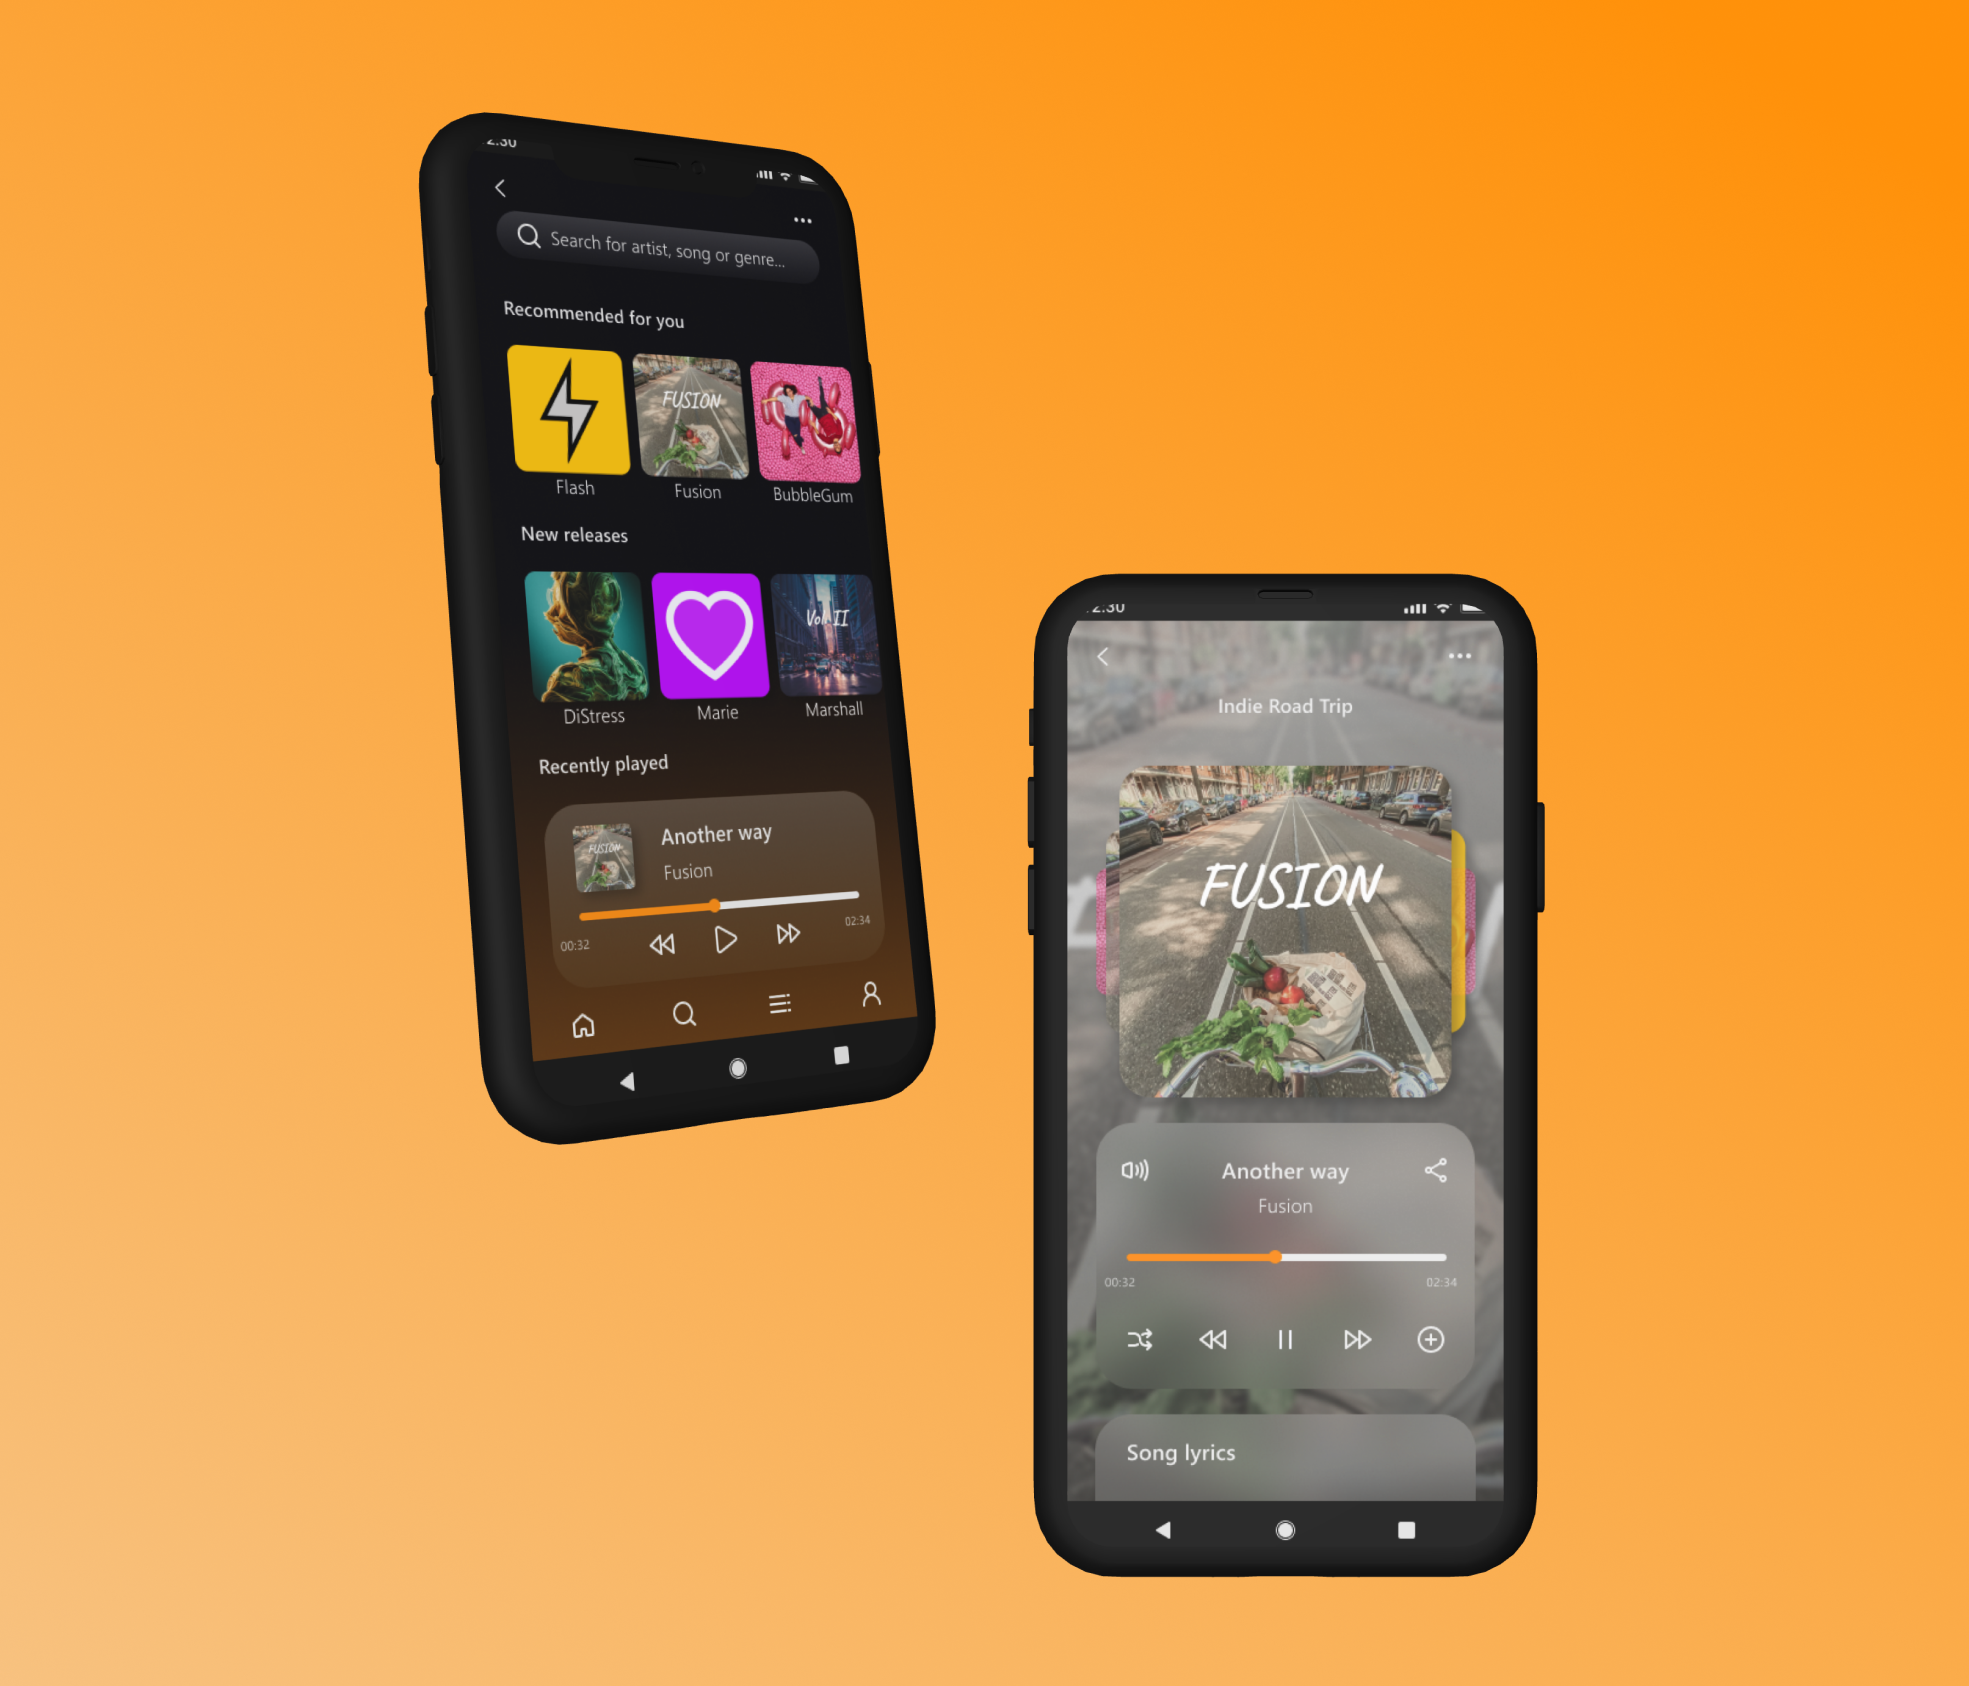 2:30
Search for artist, song or genre...
Recommended for you
FUSION
Flash
Fusion
BubbleGum
New releases
Vol. II
DiStress
Marie
Marshall
Recently played
FUSION
Another way
Fusion
00:32
02:34
2:30
Indie Road Trip
FUSION
Another way
Fusion
00:32
02:34
Song lyrics